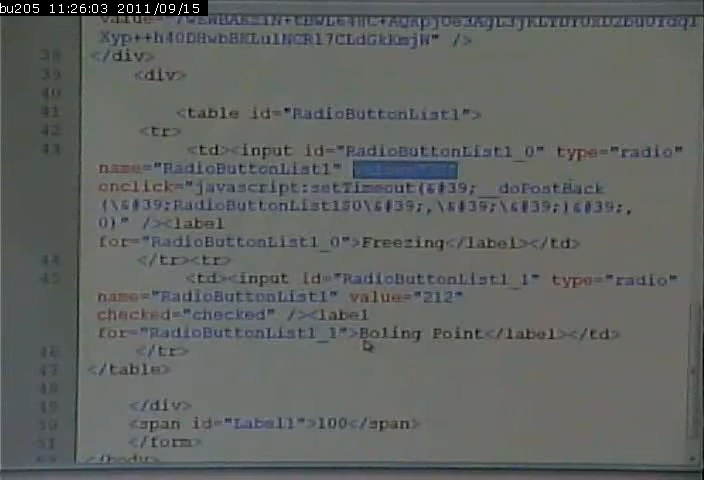 bu205 11:26:03 2011/09/15
Xyp++h40DHwbBKLulNCR17CLdGkKmjW" />
38 </div>
39 <div>
40
41 <table id="RadioButtonList1">
42 <tr>
43 <td><input id="RadioButtonList1_0" type="radio"
name="RadioButtonList1"
onclick="javascript:setTimeout(&#39;__doPostBack
(\&#39;RadioButtonList1$0\&#39;,\&#39;\&#39;)&#39;,
0)" /><label
for="RadioButtonList1_0">Freezing</label></td>
44 </tr><tr>
45 <td><input id="RadioButtonList1_1" type="radio"
name="RadioButtonList1" value="212"
checked="checked" /><label
for="RadioButtonList1_1">Boling Point</label></td>
46 </tr>
47 </table>
48
49 </div>
50 <span id="Label1">100</span>
51 </form>
52 </body>